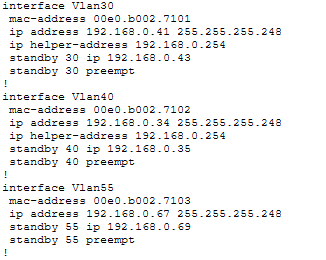 interface Vlan30
 mac-address 00e0.b002.7101
 ip address 192.168.0.41 255.255.255.248
 ip helper-address 192.168.0.254
 standby 30 ip 192.168.0.43
 standby 30 preempt
!
interface Vlan40
 mac-address 00e0.b002.7102
 ip address 192.168.0.34 255.255.255.248
 ip helper-address 192.168.0.254
 standby 40 ip 192.168.0.35
 standby 40 preempt
!
interface Vlan55
 mac-address 00e0.b002.7103
 ip address 192.168.0.67 255.255.255.248
 standby 55 ip 192.168.0.69
 standby 55 preempt
!